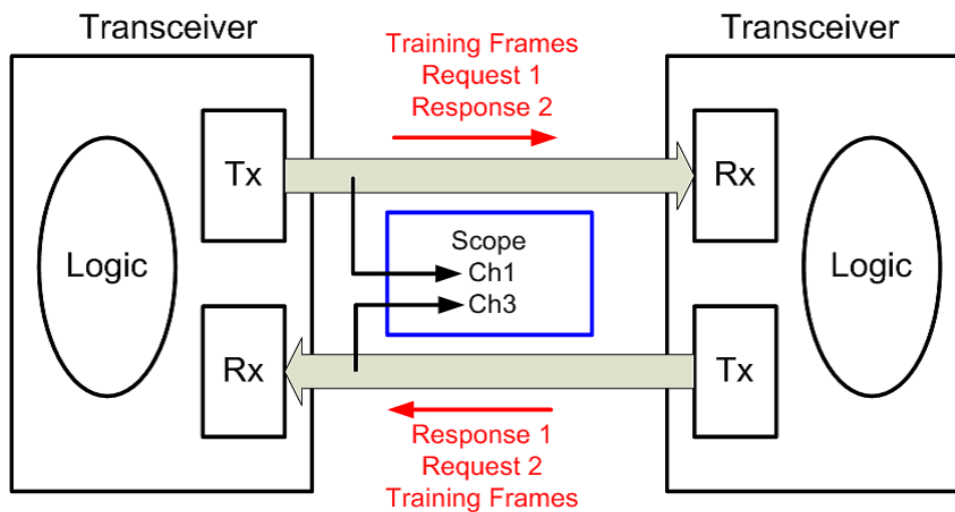 Transceiver
Transceiver
Training Frames
Request 1
Response 2
Tx
Rx
Logic
Scope
Ch1
Ch3
Logic
Rx
Tx
Response 1
Request 2
Training Frames